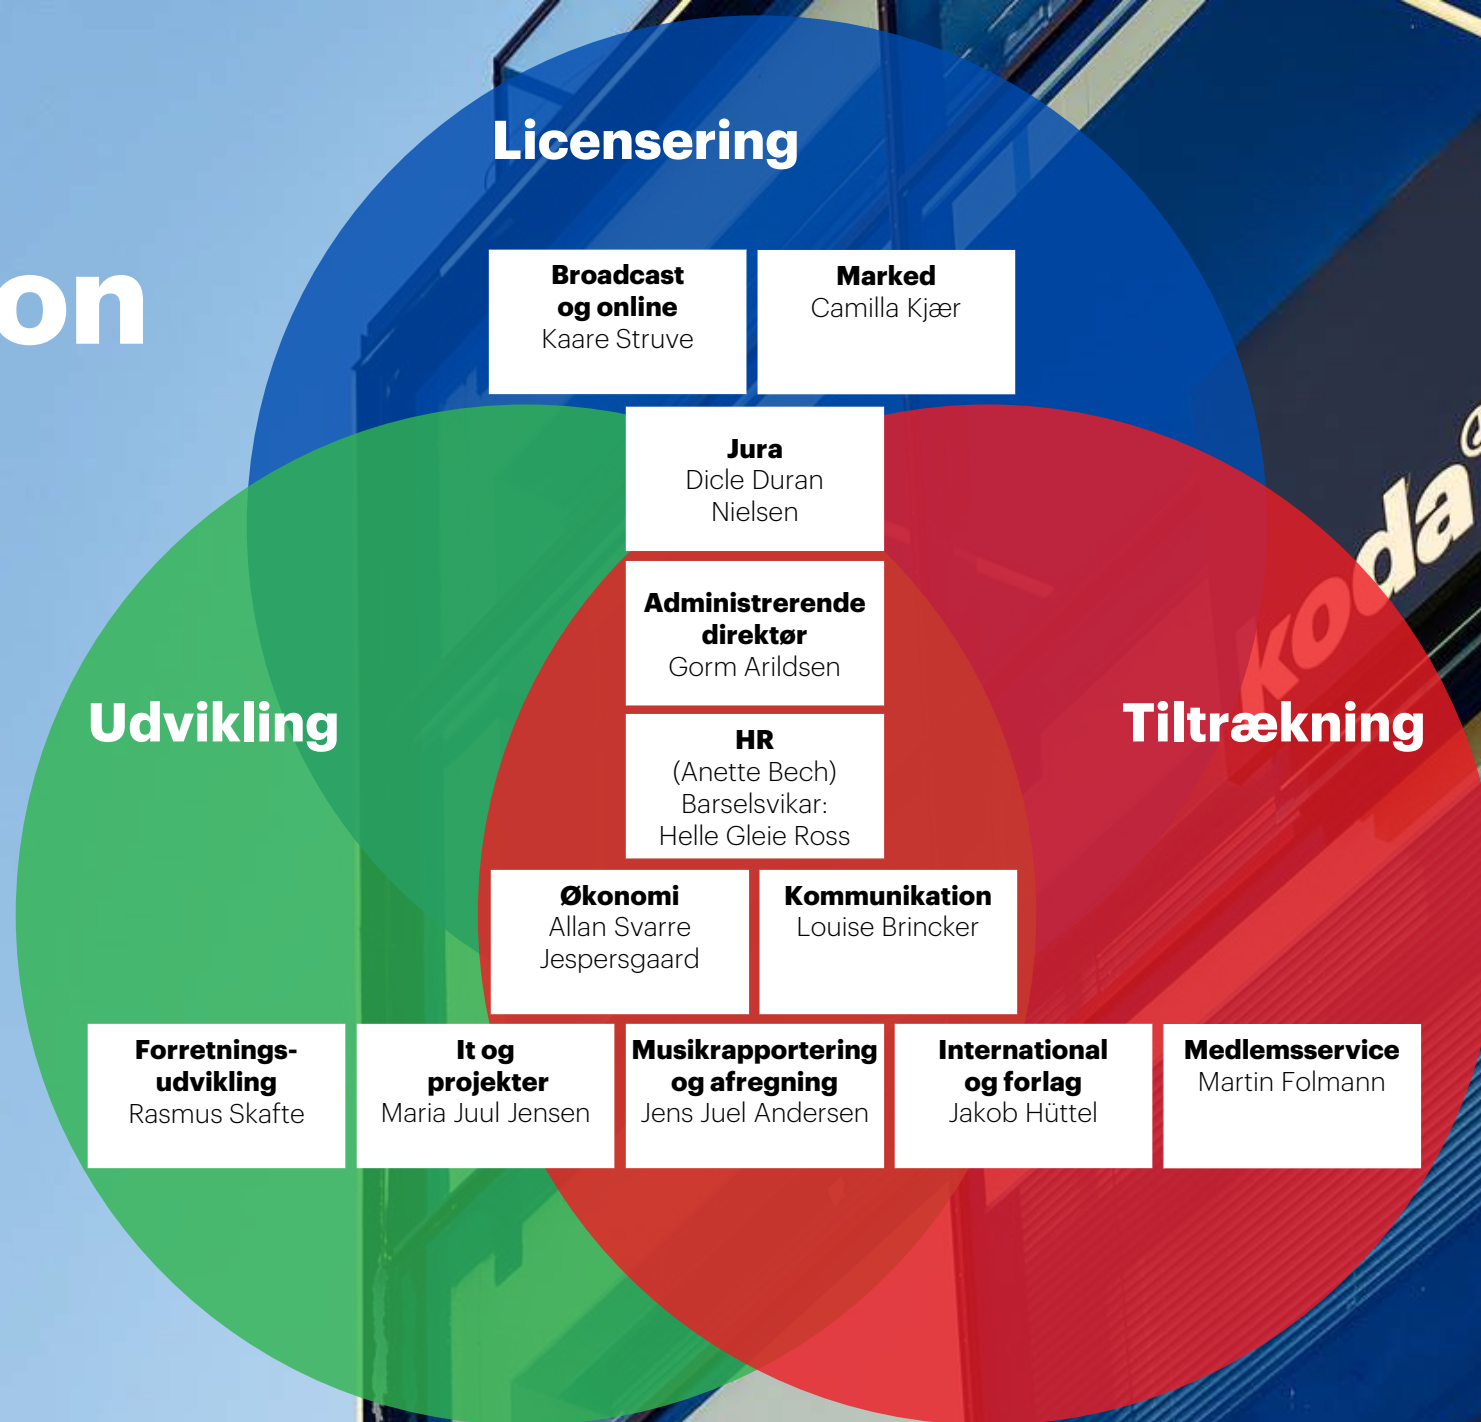 Licensering
on
Broadcast
og online
Kaare Struve
Marked
Camilla Kjær
Jura
Dicle Duran
Nielsen
koda
Administrerende
direktør
Gorm Arildsen
Udvikling
Tiltrækning
HR
(Anette Bech)
Barselsvikar:
Helle Gleie Ross
Økonomi
Allan Svarre
Jespersgaard
Kommunikation
Louise Brincker
Forretnings-
udvikling
Rasmus Skafte
It og
projekter
Maria Juul Jensen
Musikrapportering
og afregning
Jens Juel Andersen
International
og forlag
Jakob Hüttel
Medlemsservice
Martin Folmann